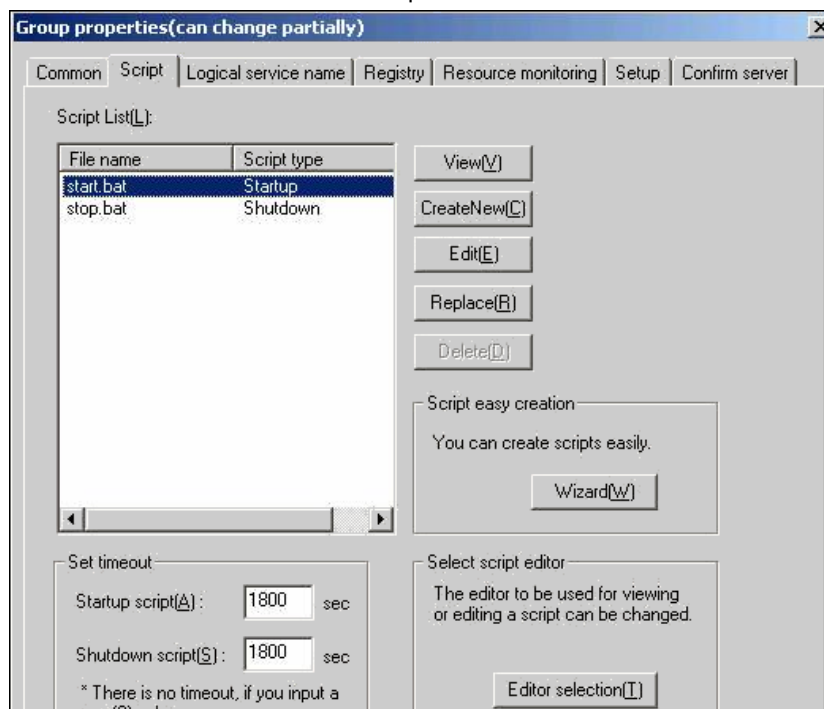 Group properties(can change partially)
Common Script Logical service name Registry Resource monitoring Setup Confirm server
Script List(L):
File name Script type
start.bat Startup
stop.bat Shutdown
View(V)
CreateNew(C)
Edit(E)
Replace(R)
Delete(D)
Script easy creation
You can create scripts easily.
Wizard(W)
Set timeout
Startup script(A) : 1800 sec
Shutdown script(S) : 1800 sec
* There is no timeout, if you input a
Select script editor
The editor to be used for viewing
or editing a script can be changed.
Editor selection(T)